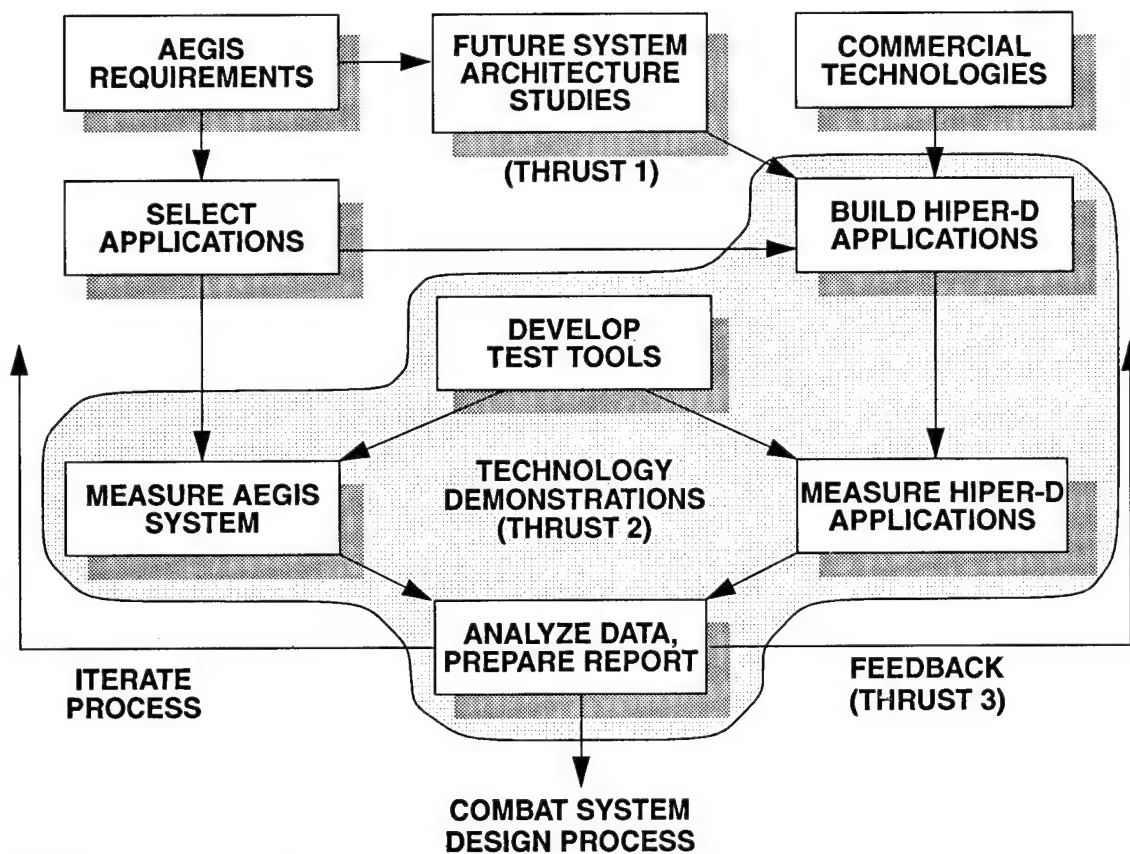 AEGIS
REQUIREMENTS
FUTURE SYSTEM
ARCHITECTURE
STUDIES
(THRUST 1)
COMMERCIAL
TECHNOLOGIES
SELECT
APPLICATIONS
BUILD HIPER-D
APPLICATIONS
DEVELOP
TEST TOOLS
MEASURE AEGIS
SYSTEM
TECHNOLOGY
DEMONSTRATIONS
(THRUST 2)
MEASURE HIPER-D
APPLICATIONS
ANALYZE DATA,
PREPARE REPORT
ITERATE
PROCESS
FEEDBACK
(THRUST 3)
COMBAT SYSTEM
DESIGN PROCESS